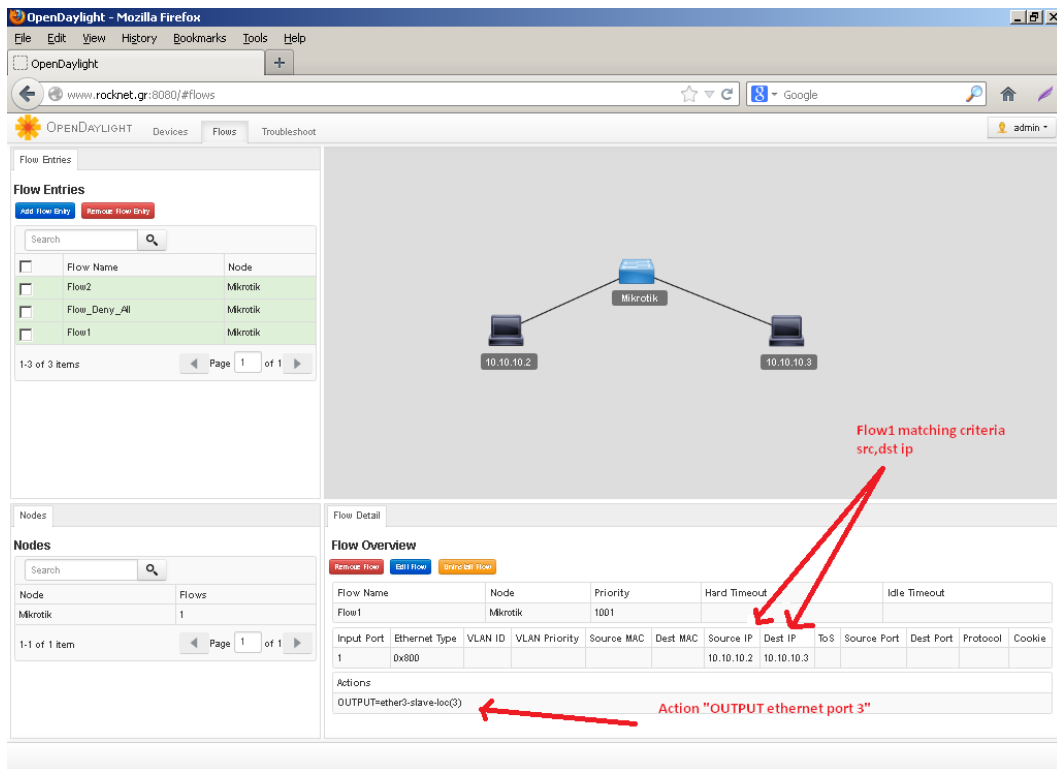 OpenDaylight - Mozilla Firefox
File Edit View History Bookmarks Tools Help
OpenDaylight
www.rocknet.gr:8080/#flows
Google
OPENDAYLIGHT Devices Flows Troubleshoot
admin
Flow Entries
Flow Entries
Add Flow Entry Remove Flow Entry
Search
Flow Name Node
Flow2 Mikrotik
Flow_Deny_All Mikrotik
Flow1 Mikrotik
1-3 of 3 items Page 1 of 1
Mikrotik
10.10.10.2 10.10.10.3
Flow1 matching criteria
src,dst ip
Nodes
Nodes
Search
Node Flows
Mikrotik 1
1-1 of 1 item Page 1 of 1
Flow Detail
Flow Overview
Remove Flow Edit Flow Uninstall Flow
Flow Name Node Priority Hard Timeout Idle Timeout
Flow1 Mikrotik 1001
Input Port Ethernet Type VLAN ID VLAN Priority Source MAC Dest MAC Source IP Dest IP ToS Source Port Dest Port Protocol Cookie
1 0x800 10.10.10.2 10.10.10.3
Actions
OUTPUT=ether3-slave-loc(3)
Action "OUTPUT ethernet port 3"